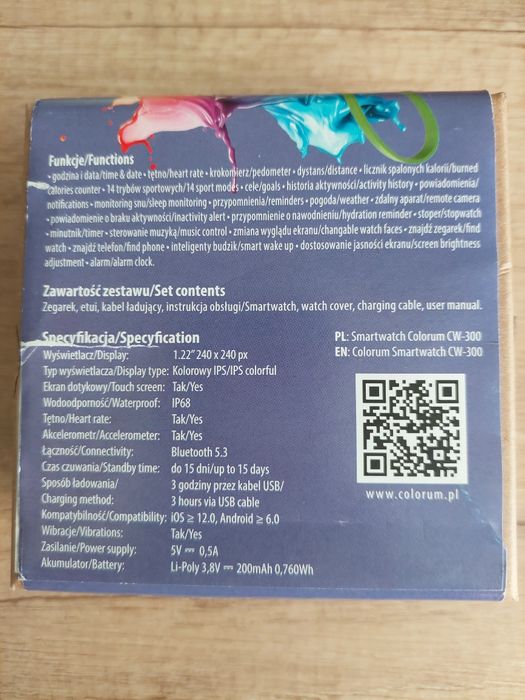 Funkcje/Functions
• godzina i data/time & date • tętno/heart rate • krokomierz/pedometer • dystans/distance • licznik spalonych kalorii/burned
calories counter • 14 trybów sportowych/14 sport modes • cele/goals • historia aktywności/activity history • powiadomienia/
notifications • monitoring snu/sleep monitoring • przypomnienia/reminders • pogoda/weather • zdalny aparat/remote camera
• powiadomienie o braku aktywności/inactivity alert • przypomnienie o nawodnieniu/hydration reminder • stoper/stopwatch
• minutnik/timer • sterowanie muzyką/music control • zmiana wyglądu ekranu/changable watch faces • znajdź zegarek/find
watch • znajdź telefon/find phone • inteligenty budzik/smart wake up • dostosowanie jasności ekranu/screen brightness
adjustment • alarm/alarm clock.
Zawartość zestawu/Set contents
Zegarek, etui, kabel ładujący, instrukcja obsługi/Smartwatch, watch cover, charging cable, user manual.
Specyfikacja/Specyfication
PL: Smartwatch Colorum CW-300
EN: Colorum Smartwatch CW-300
Wyświetlacz/Display: 1.22" 240 x 240 px
Typ wyświetlacza/Display type: Kolorowy IPS/IPS colorful
Ekran dotykowy/Touch screen: Tak/Yes
Wodoodporność/Waterproof: IP68
Tętno/Heart rate: Tak/Yes
Akcelerometr/Accelerometer: Tak/Yes
Łączność/Connectivity: Bluetooth 5.3
Czas czuwania/Standby time: do 15 dni/up to 15 days
Sposób ładowania/ 3 godziny przez kabel USB/
Charging method: 3 hours via USB cable
Kompatybilność/Compatibility: iOS ≥ 12.0, Android ≥ 6.0
Wibracje/Vibrations: Tak/Yes
Zasilanie/Power supply: 5V ⎓ 0,5A
Akumulator/Battery: Li-Poly 3,8V ⎓ 200mAh 0,760Wh
www.colorum.pl